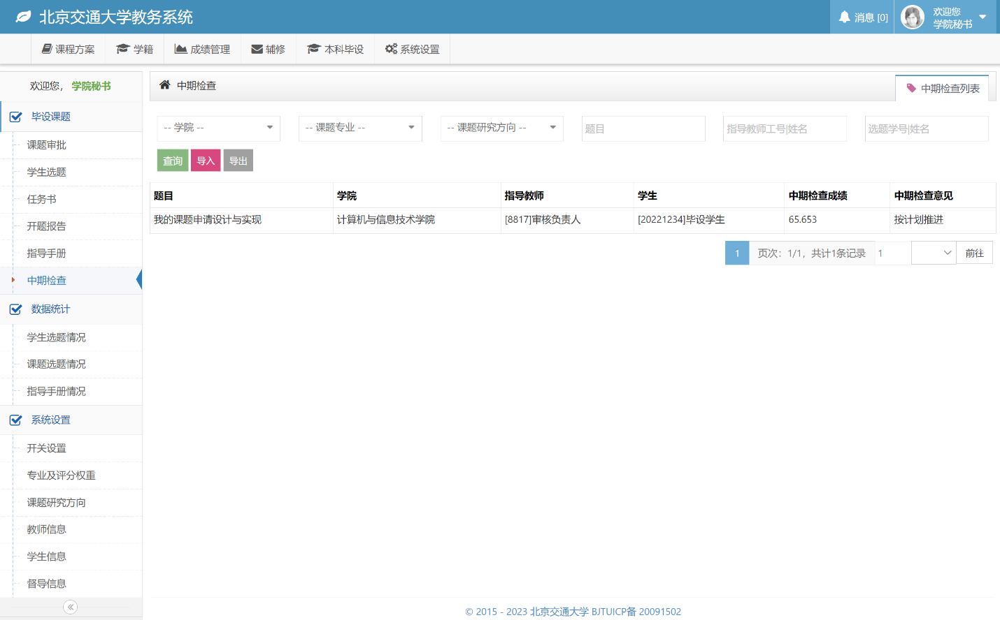 北京交通大学教务系统
消息 [0]
欢迎您
学院秘书
课程方案
学籍
成绩管理
辅修
本科毕设
系统设置
欢迎您， 学院秘书
毕设课题
课题审批
学生选题
任务书
开题报告
指导手册
中期检查
数据统计
学生选题情况
课题选题情况
指导手册情况
系统设置
开关设置
专业及评分权重
课题研究方向
教师信息
学生信息
督导信息
中期检查
中期检查列表
-- 学院 --
-- 课题专业 --
-- 课题研究方向 --
题目
指导教师工号|姓名
选题学号|姓名
查询 导入 导出
题目 学院 指导教师 学生 中期检查成绩 中期检查意见
我的课题申请设计与实现 计算机与信息技术学院 [8817]审核负责人 [20221234]毕设学生 65.653 按计划推进
1 页次：1/1，共计1条记录 1 前往
© 2015 - 2023 北京交通大学 BJTUICP备 20091502